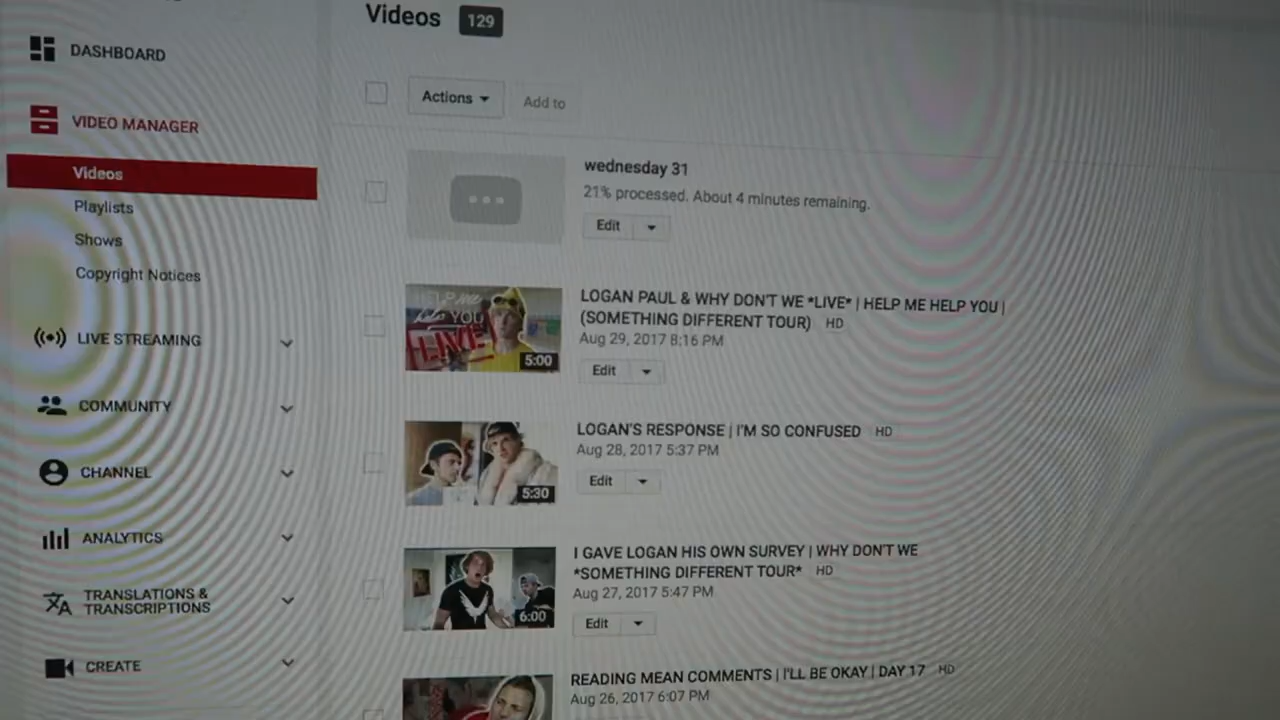 Videos 129
DASHBOARD
VIDEO MANAGER
Videos
Playlists
Shows
Copyright Notices
LIVE STREAMING
COMMUNITY
CHANNEL
ANALYTICS
TRANSLATIONS &
TRANSCRIPTIONS
CREATE
Actions
Add to
wednesday 31
21% processed. About 4 minutes remaining.
Edit
HELP me
help YOU
LIVE
5:00
LOGAN PAUL & WHY DON'T WE *LIVE* | HELP ME HELP YOU |
(SOMETHING DIFFERENT TOUR) HD
Aug 29, 2017 8:16 PM
Edit
5:30
LOGAN'S RESPONSE | I'M SO CONFUSED HD
Aug 28, 2017 5:37 PM
Edit
6:00
I GAVE LOGAN HIS OWN SURVEY | WHY DON'T WE
*SOMETHING DIFFERENT TOUR* HD
Aug 27, 2017 5:47 PM
Edit
READING MEAN COMMENTS | I'LL BE OKAY | DAY 17 HD
Aug 26, 2017 6:07 PM